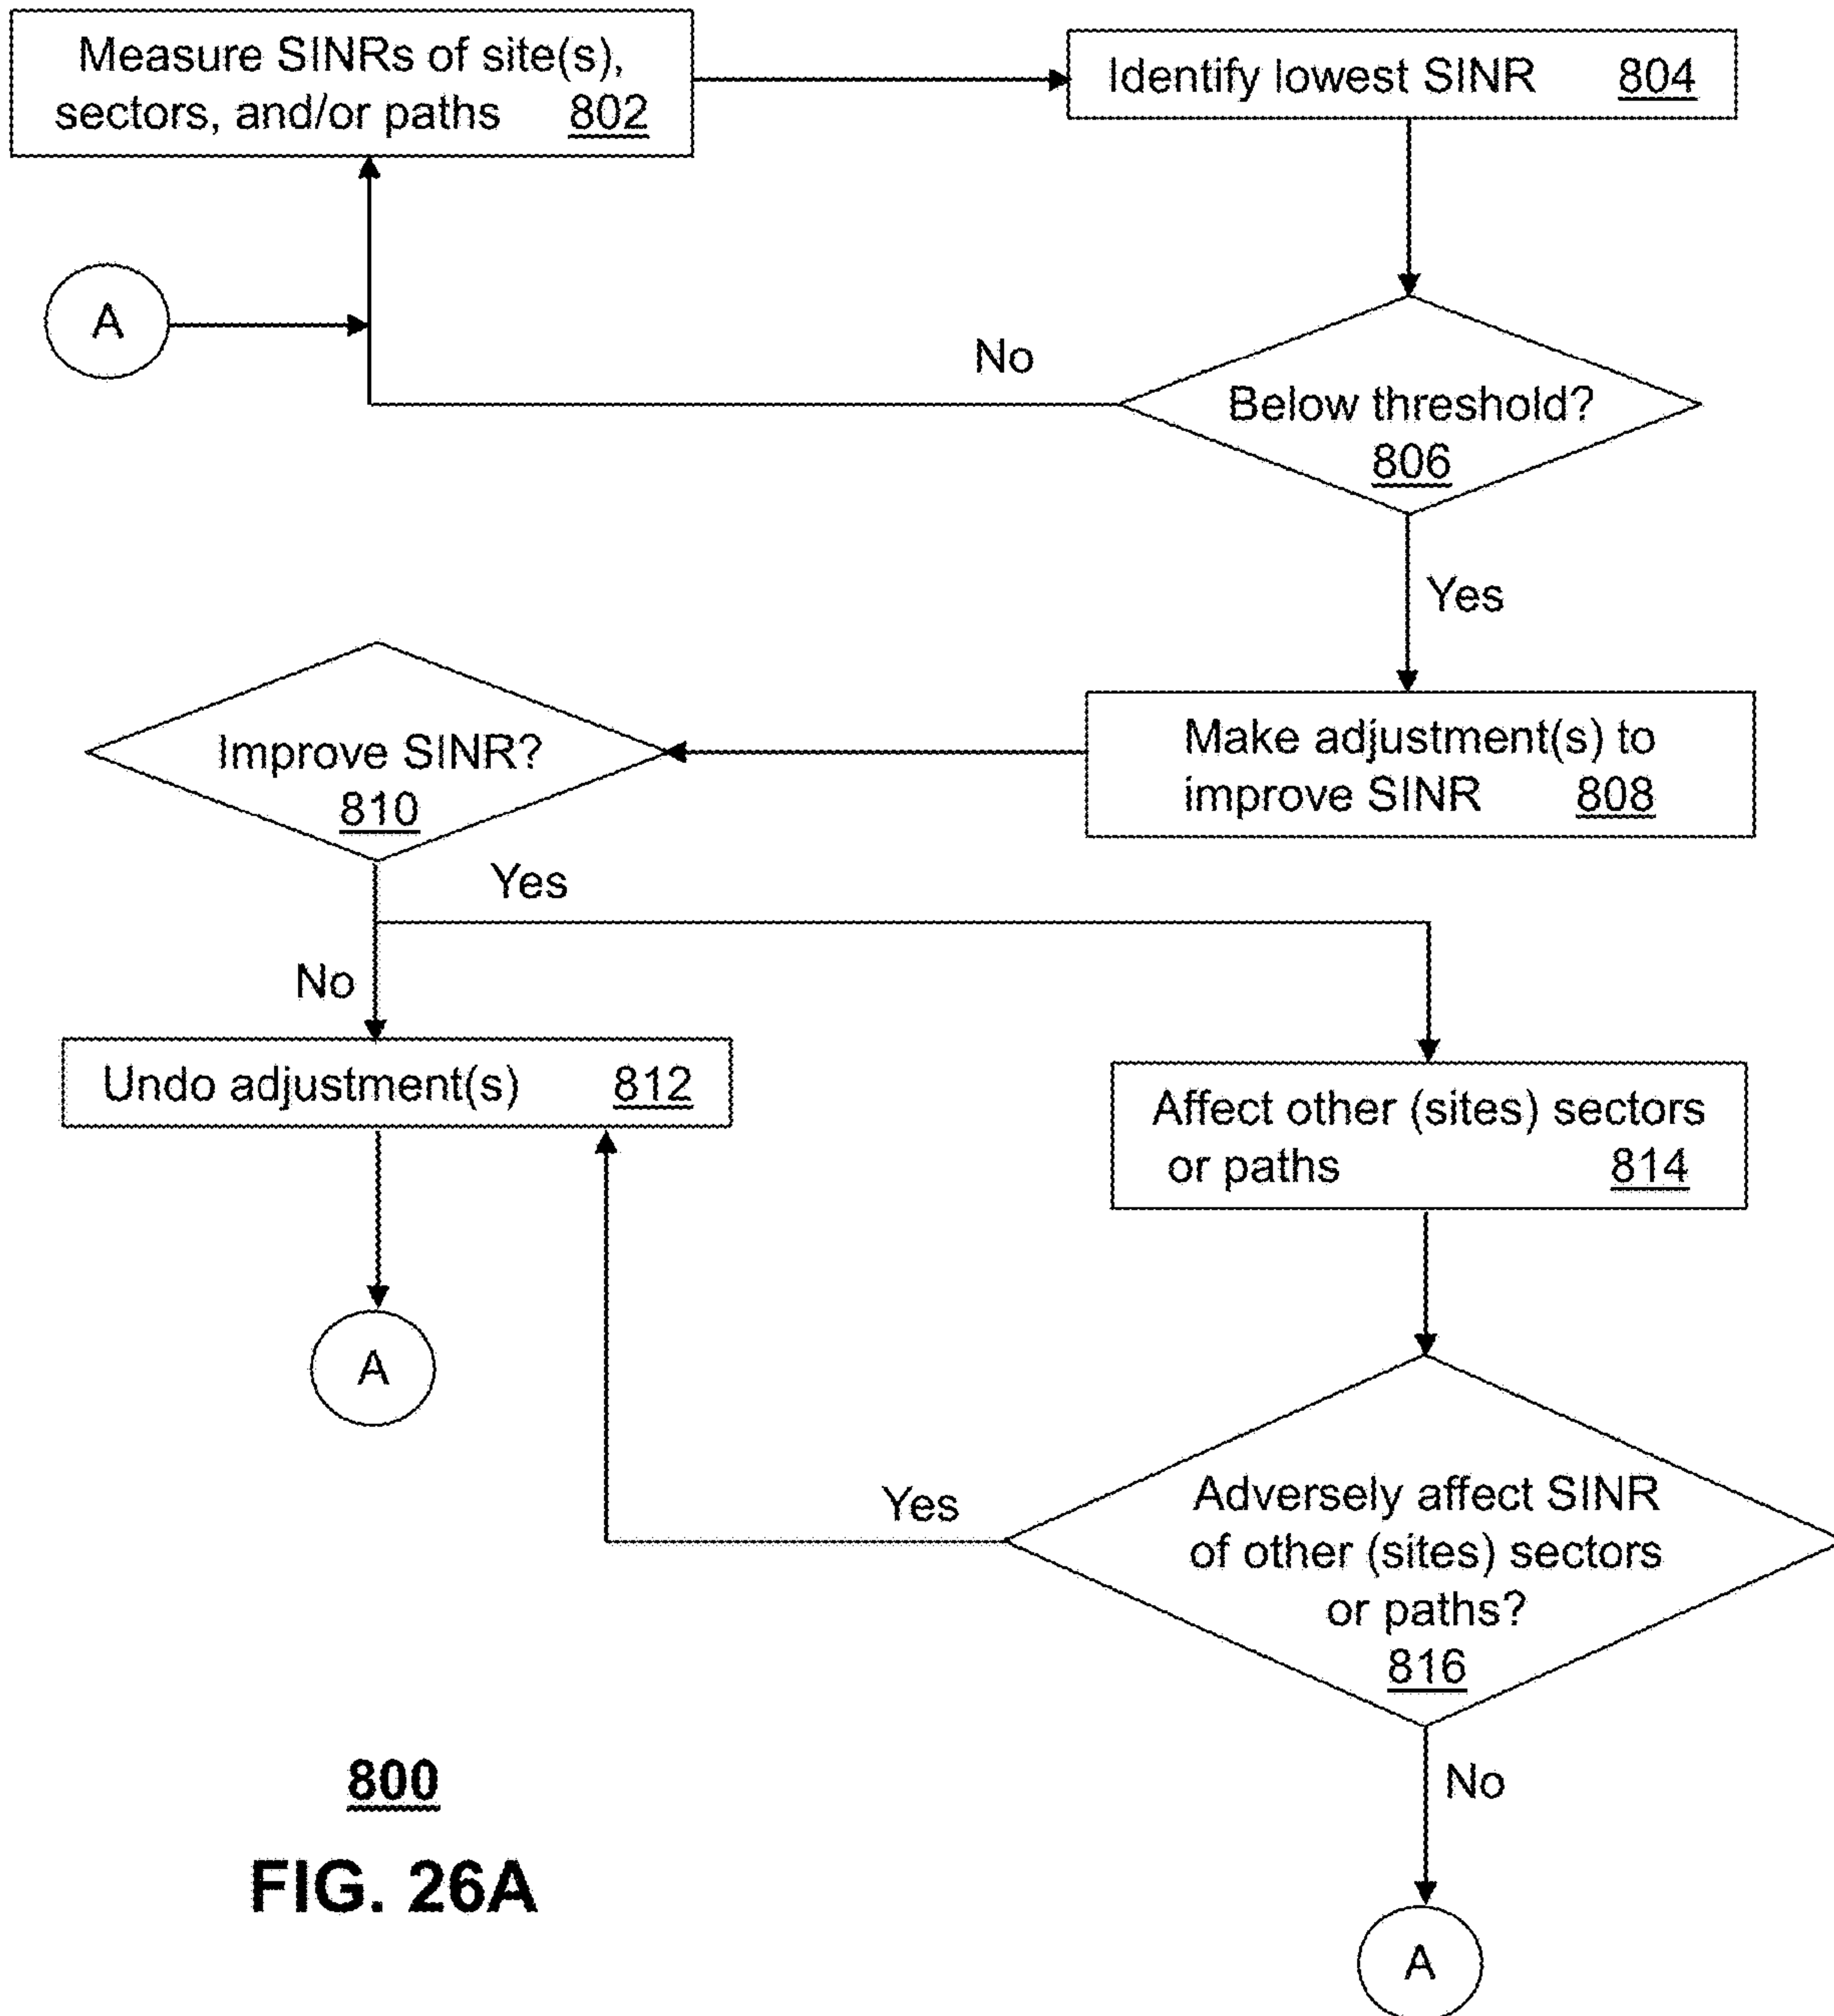 Measure SINRs of site(s),
sectors, and/or paths 802
Identify lowest SINR 804
A
No
Below threshold?
806
Yes
Improve SINR?
810
Make adjustment(s) to
improve SINR 808
Yes
No
Undo adjustment(s) 812
Affect other (sites) sectors
or paths 814
A
Yes
Adversely affect SINR
of other (sites) sectors
or paths?
816
No
800
FIG. 26A
A